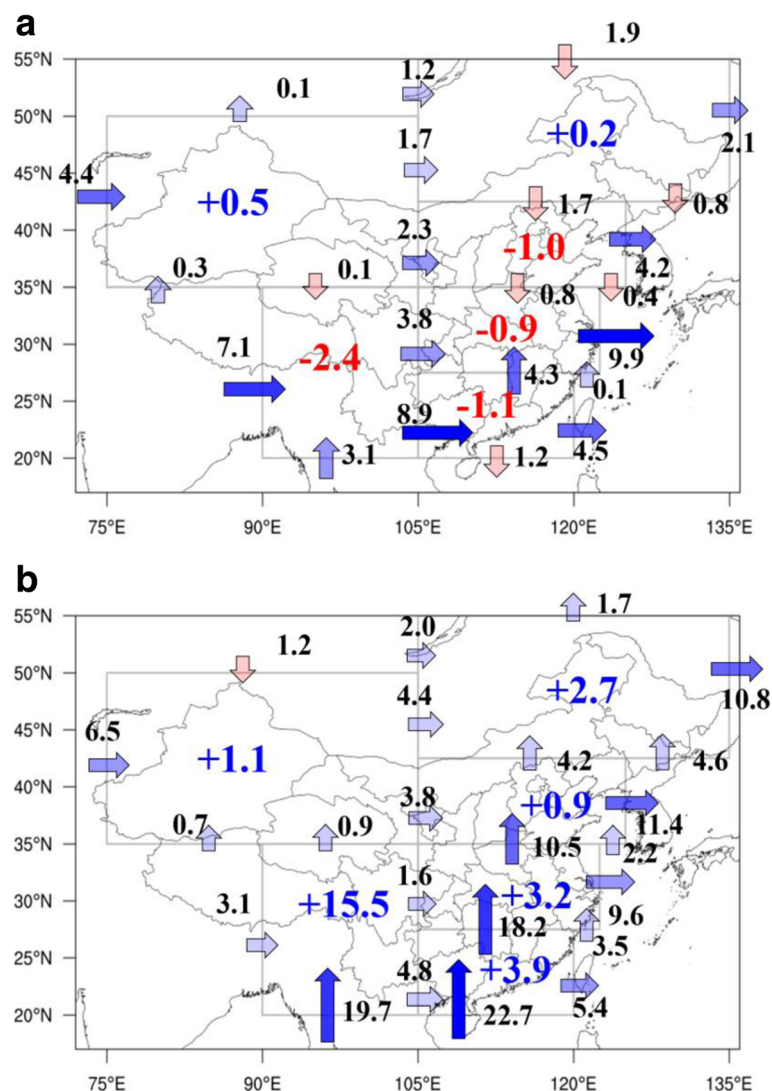 a
1.9
55°N
1.2
0.1
50°N
+0.2
1.7
2.1
45°N
4.4
+0.5
1.7
0.8
40°N
2.3
-1.0
0.3
0.1
4.2
35°N
0.8
0.4
3.8
-0.9
7.1
30°N
-2.4
9.9
4.3
0.1
25°N
8.9
-1.1
3.1
1.2
4.5
20°N
75°E 90°E 105°E 120°E 135°E
b
1.7
55°N
2.0
1.2
50°N
+2.7
4.4
10.8
6.5
45°N
+1.1
4.2
4.6
40°N
3.8
+0.9
0.7
0.9
11.4
35°N
10.5
2.2
1.6
3.1
+15.5
+3.2
30°N
9.6
18.2
3.5
25°N
4.8
+3.9
19.7
22.7
5.4
20°N
75°E 90°E 105°E 120°E 135°E